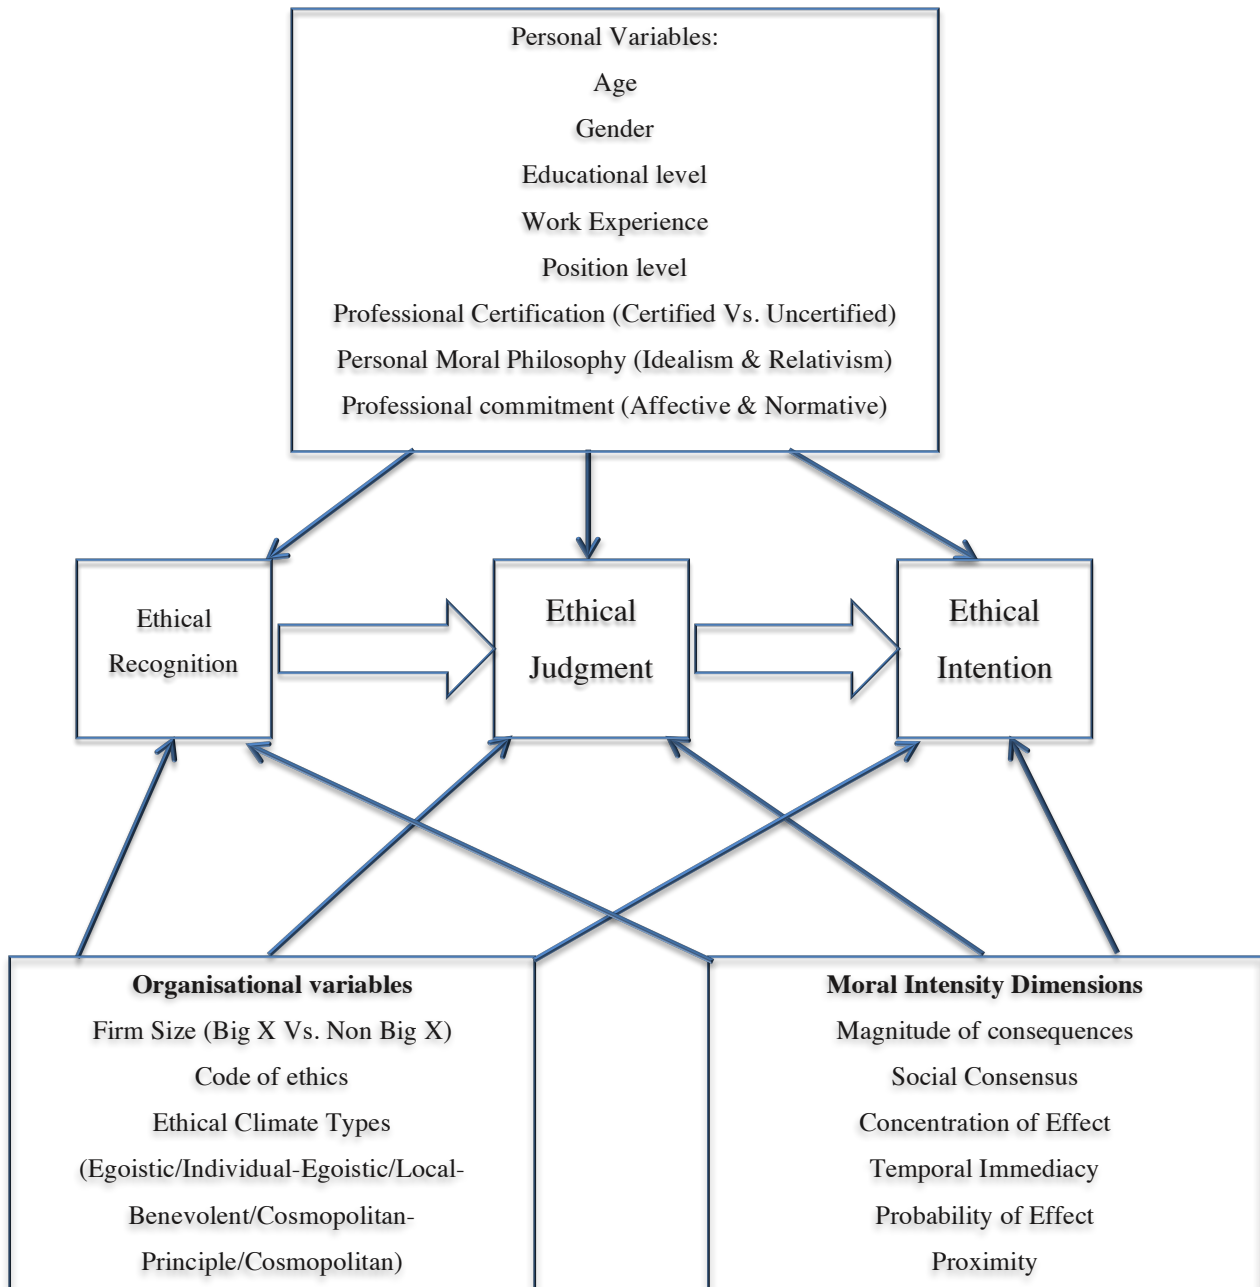 Personal Variables:
Age
Gender
Educational level
Work Experience
Position level
Professional Certification (Certified Vs. Uncertified)
Personal Moral Philosophy (Idealism & Relativism)
Professional commitment (Affective & Normative)
Ethical
Recognition
Ethical
Judgment
Ethical
Intention
Organisational variables
Firm Size (Big X Vs. Non Big X)
Code of ethics
Ethical Climate Types
(Egoistic/Individual-Egoistic/Local-
Benevolent/Cosmopolitan-
Principle/Cosmopolitan)
Moral Intensity Dimensions
Magnitude of consequences
Social Consensus
Concentration of Effect
Temporal Immediacy
Probability of Effect
Proximity